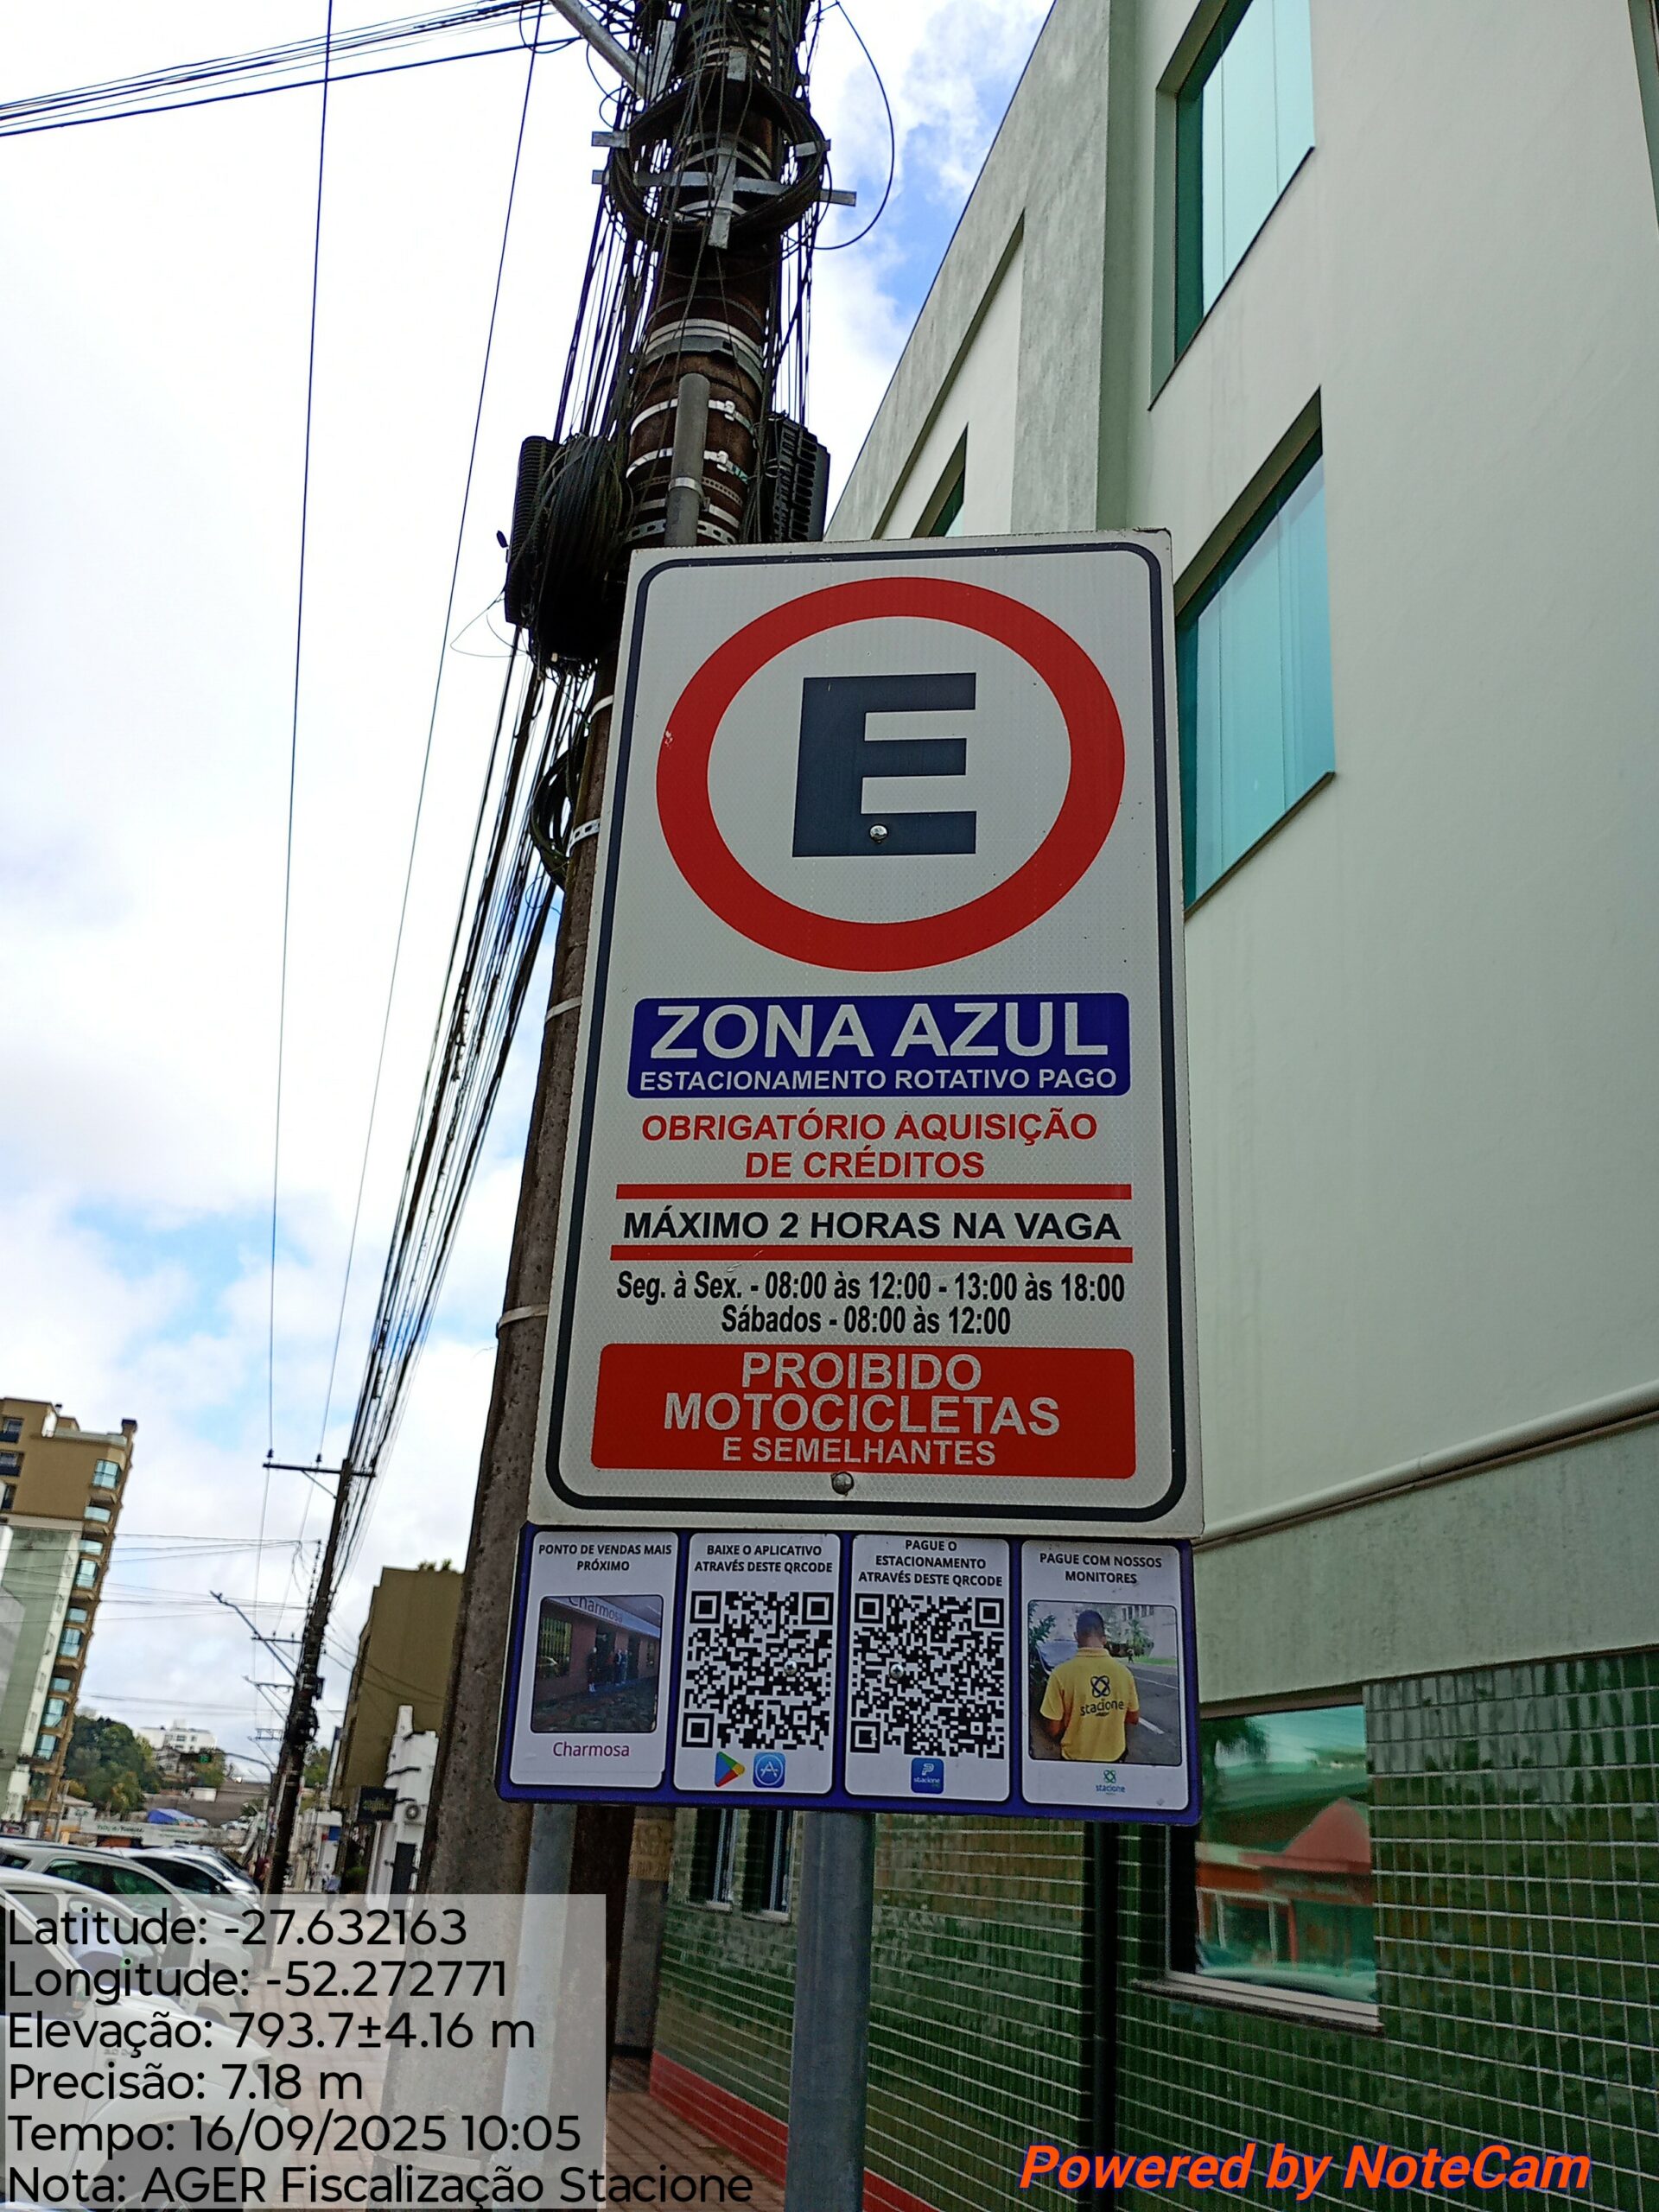 E
ZONA AZUL
ESTACIONAMENTO ROTATIVO PAGO
OBRIGATÓRIO AQUISIÇÃO
DE CRÉDITOS
MÁXIMO 2 HORAS NA VAGA
Seg. à Sex. - 08:00 às 12:00 - 13:00 às 18:00
Sábados - 08:00 às 12:00
PROIBIDO
MOTOCICLETAS
E SEMELHANTES
PONTO DE VENDAS MAIS
PRÓXIMO
Charmosa
Charmosa
BAIXE O APLICATIVO
ATRAVÉS DESTE QRCODE
PAGUE O
ESTACIONAMENTO
ATRAVÉS DESTE QRCODE
stacione
PAGUE COM NOSSOS
MONITORES
stacione
stacione
Latitude: -27.632163
Longitude: -52.272771
Elevação: 793.7±4.16 m
Precisão: 7.18 m
Tempo: 16/09/2025 10:05
Nota: AGER Fiscalização Stacione
Powered by NoteCam